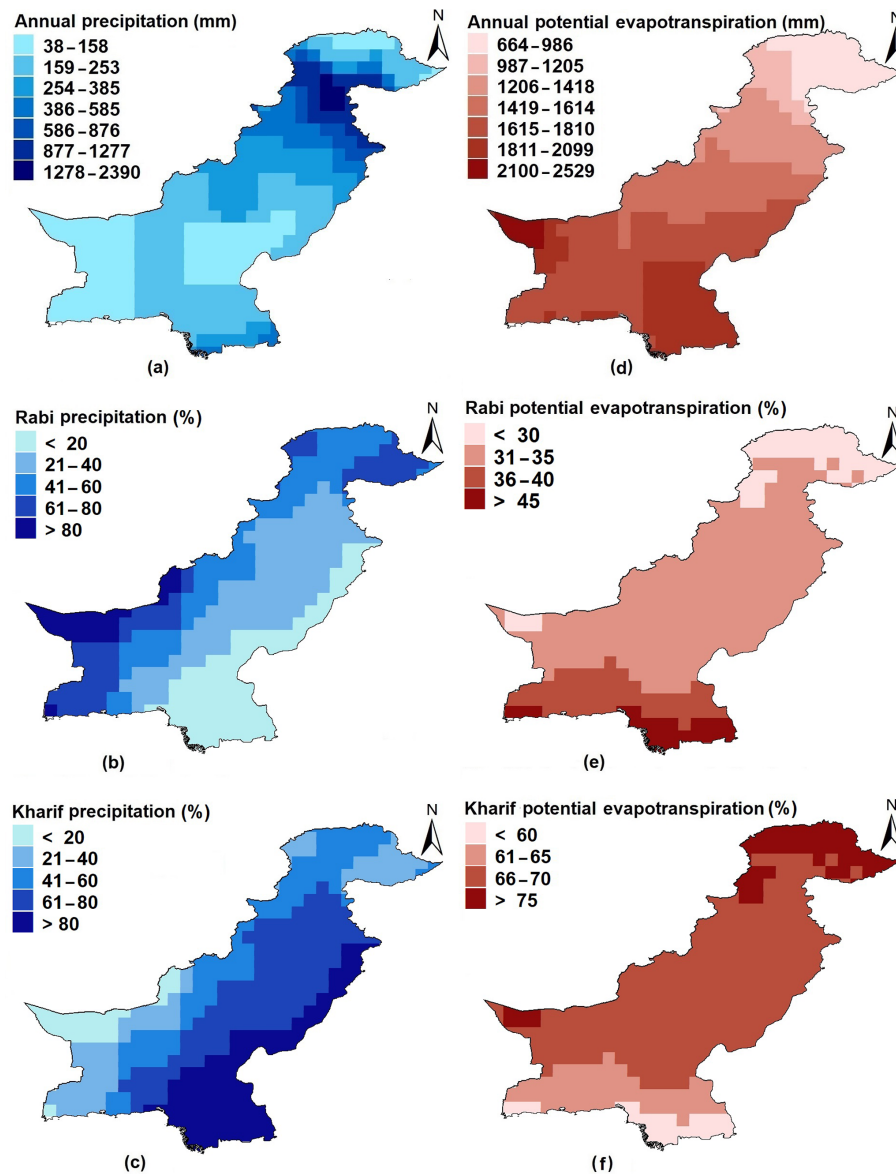 Annual precipitation (mm)
38–158
159–253
254–385
386–585
586–876
877–1277
1278–2390
N
(a)
Annual potential evapotranspiration (mm)
664–986
987–1205
1206–1418
1419–1614
1615–1810
1811–2099
2100–2529
N
(d)
Rabi precipitation (%)
< 20
21–40
41–60
61–80
> 80
N
(b)
Rabi potential evapotranspiration (%)
< 30
31–35
36–40
> 45
N
(e)
Kharif precipitation (%)
< 20
21–40
41–60
61–80
> 80
N
(c)
Kharif potential evapotranspiration (%)
< 60
61–65
66–70
> 75
N
(f)